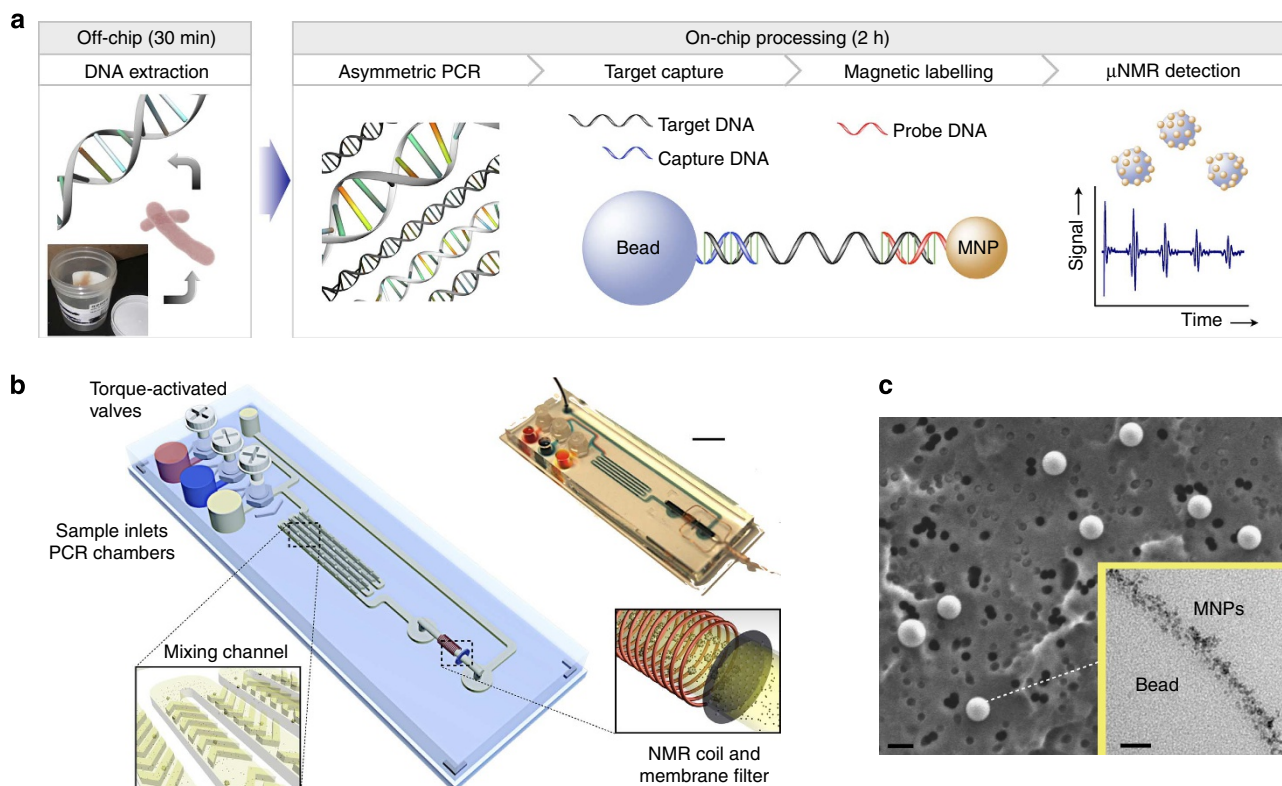 a
Off-chip (30 min)
DNA extraction
On-chip processing (2 h)
Asymmetric PCR
Target capture
Magnetic labelling
μNMR detection
Target DNA
Capture DNA
Probe DNA
Bead
MNP
Signal
Time
b
Torque-activated
valves
Sample inlets
PCR chambers
Mixing channel
NMR coil and
membrane filter
c
MNPs
Bead